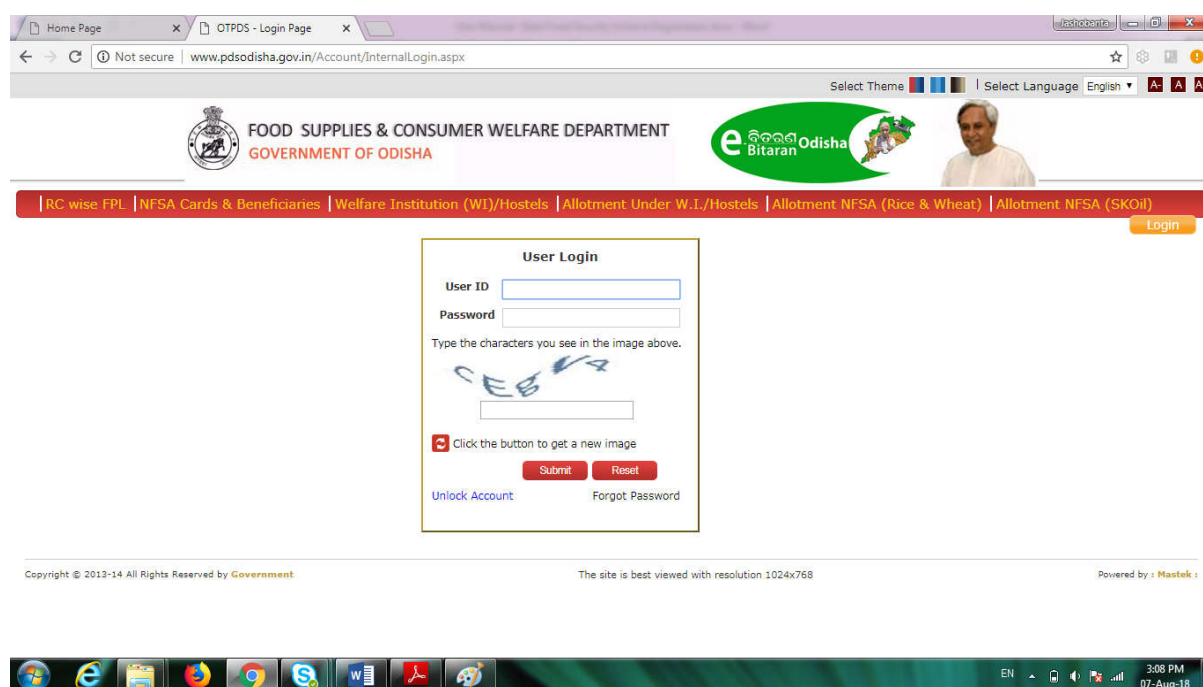 Home Page
OTPDS - Login Page
Jashobanta
Not secure | www.pdsodisha.gov.in/Account/InternalLogin.aspx
Select Theme | Select Language English A- A A
FOOD SUPPLIES & CONSUMER WELFARE DEPARTMENT
GOVERNMENT OF ODISHA
e-ବିତରଣ Bitaran Odisha
|RC wise FPL |NFSA Cards & Beneficiaries |Welfare Institution (WI)/Hostels |Allotment Under W.I./Hostels |Allotment NFSA (Rice & Wheat) |Allotment NFSA (SKOil)
Login
User Login
User ID
Password
Type the characters you see in the image above.
CEGV4
Click the button to get a new image
Submit Reset
Unlock Account Forgot Password
Copyright © 2013-14 All Rights Reserved by Government The site is best viewed with resolution 1024x768 Powered by : Mastek :
EN 3:08 PM
07-Aug-18